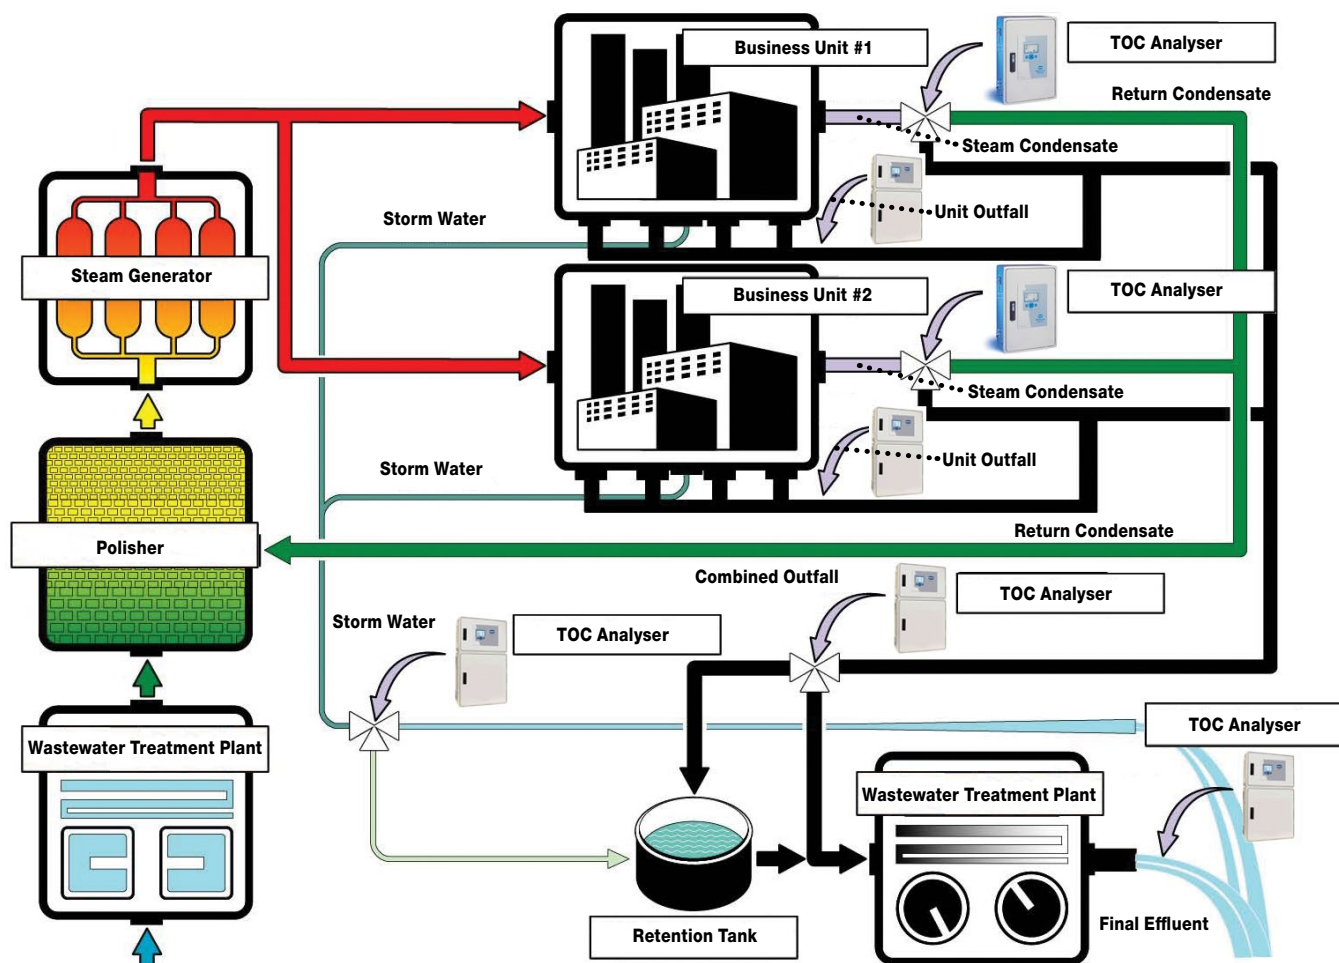 Business Unit #1
TOC Analyser
Return Condensate
Steam Condensate
Unit Outfall
Storm Water
Steam Generator
Business Unit #2
TOC Analyser
Steam Condensate
Unit Outfall
Storm Water
Return Condensate
Polisher
Combined Outfall
TOC Analyser
Storm Water
TOC Analyser
TOC Analyser
Wastewater Treatment Plant
Wastewater Treatment Plant
Final Effluent
Retention Tank